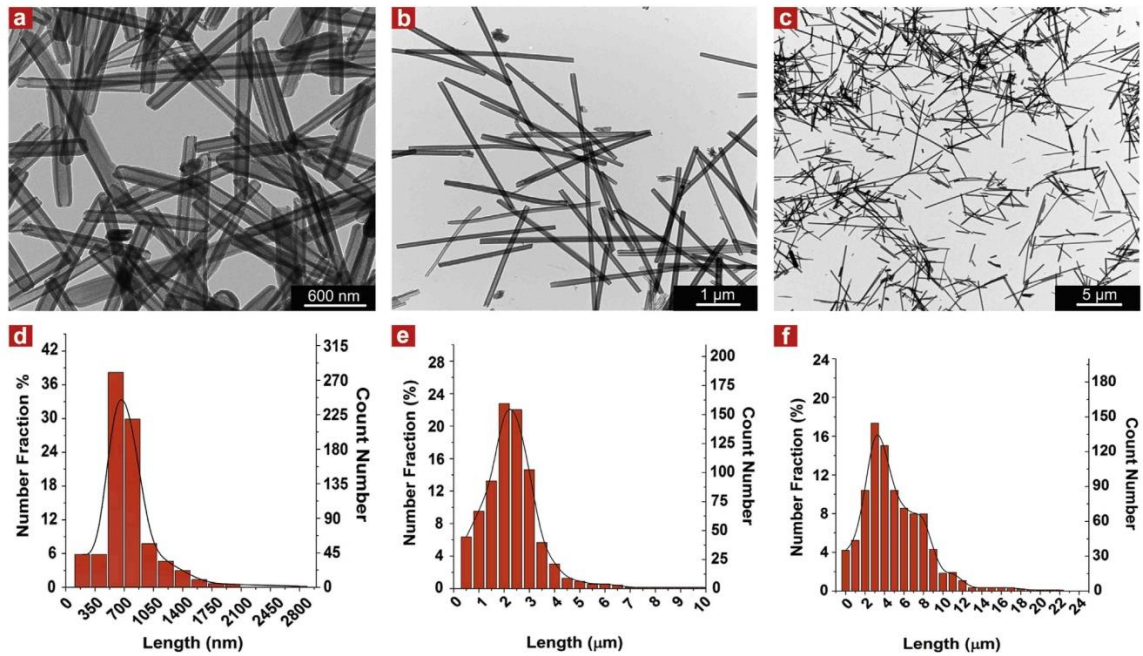 a
600 nm
b
1 μm
c
5 μm
d
Number Fraction %
42
36
30
24
18
12
6
0
315
270
225
180
135
90
45
0
Count Number
0 350 700 1050 1400 1750 2100 2450 2800
Length (nm)
e
Number Fraction (%)
28
24
20
16
12
8
4
0
200
175
150
125
100
75
50
25
0
Count Number
1 2 3 4 5 6 7 8 9 10
Length (μm)
f
Number Fraction (%)
24
20
16
12
8
4
0
180
150
120
90
60
30
0
Count Number
0 2 4 6 8 10 12 14 16 18 20 22 24
Length (μm)